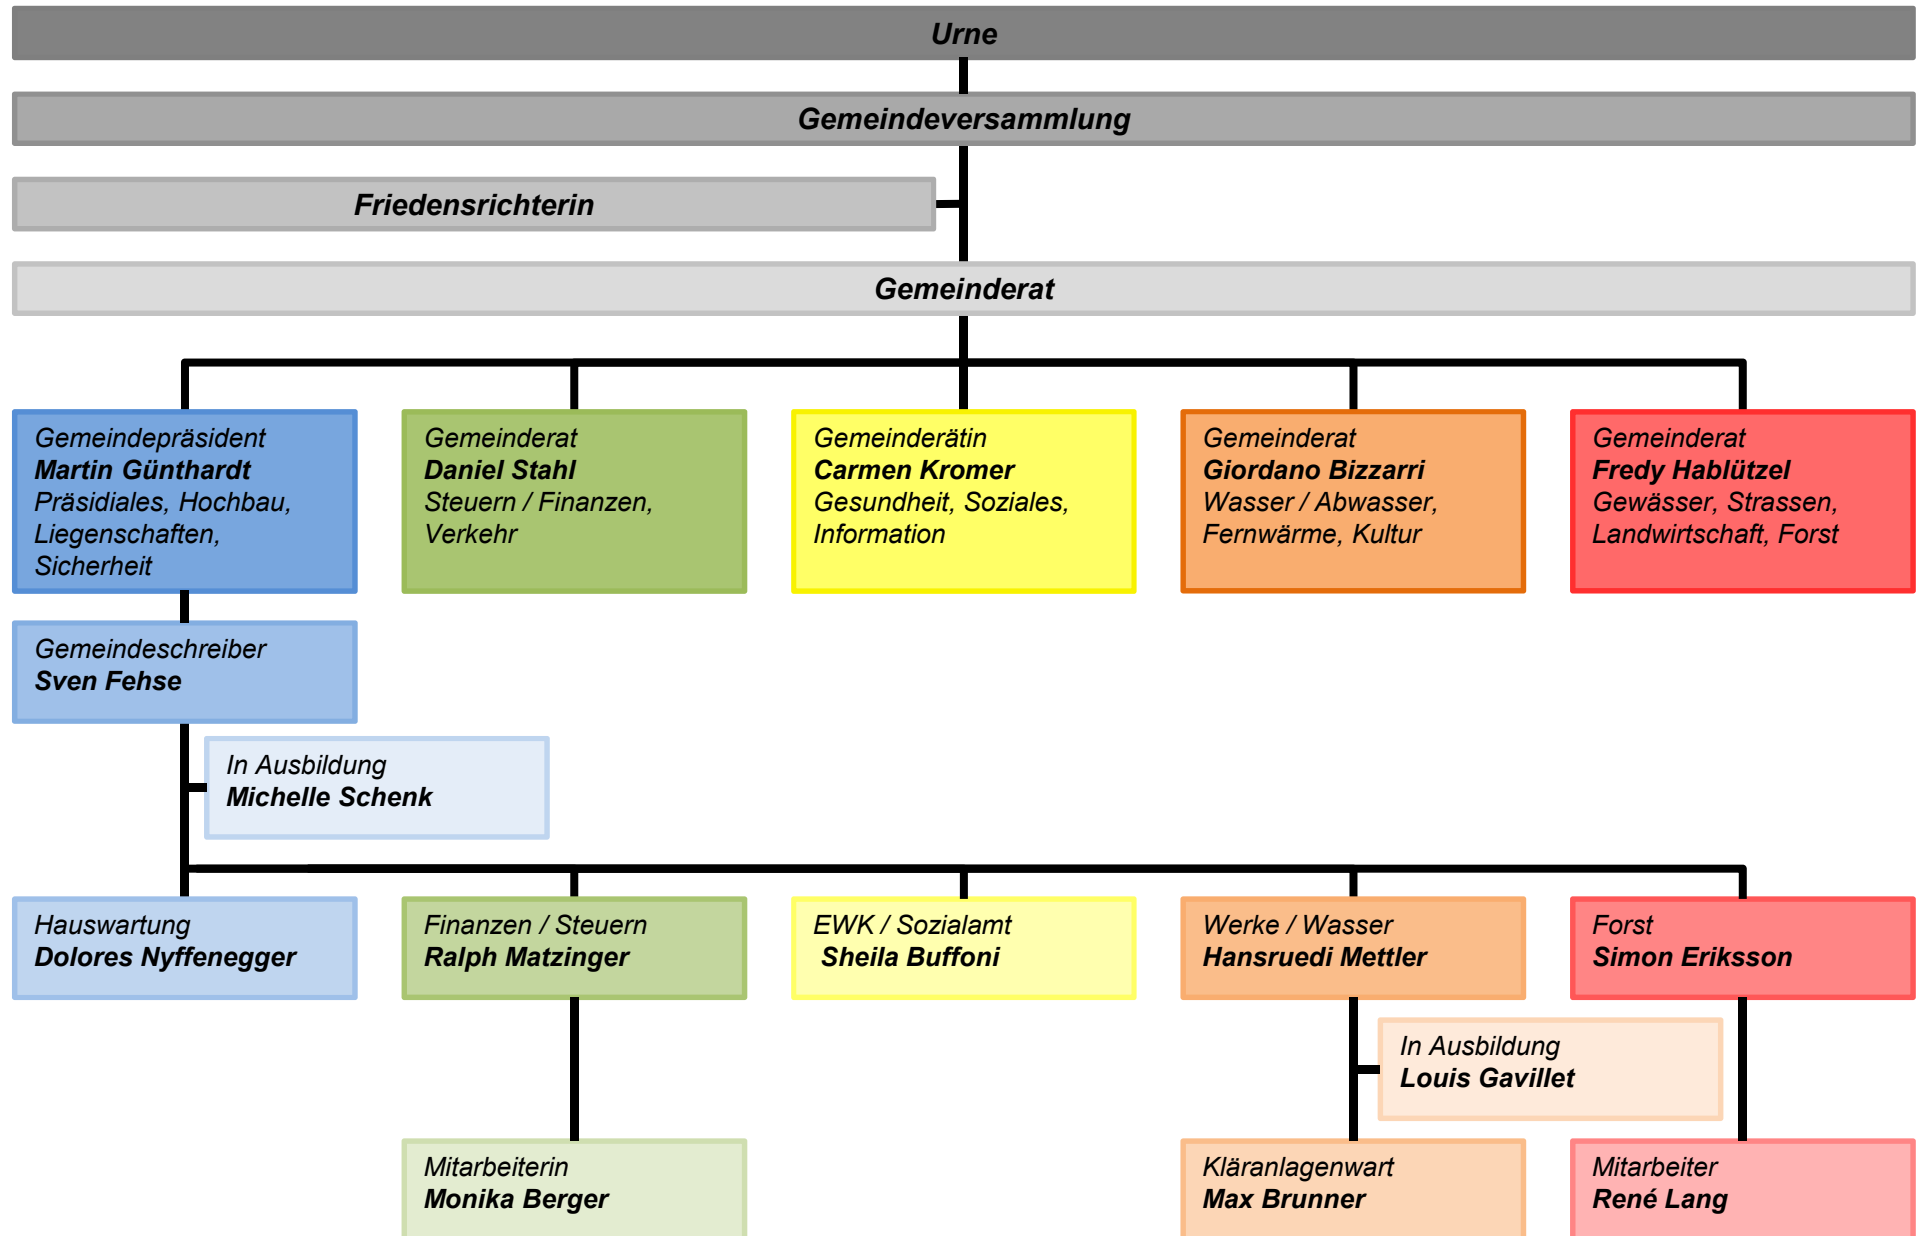 Urne
Gemeindeversammlung
Friedensrichterin
Gemeinderat
Gemeindepräsident
Martin Günthardt
Präsidiales, Hochbau,
Liegenschaften,
Sicherheit
Gemeinderat
Daniel Stahl
Steuern / Finanzen,
Verkehr
Gemeinderätin
Carmen Kromer
Gesundheit, Soziales,
Information
Gemeinderat
Giordano Bizzarri
Wasser / Abwasser,
Fernwärme, Kultur
Gemeinderat
Fredy Hablützel
Gewässer, Strassen,
Landwirtschaft, Forst
Gemeindeschreiber
Sven Fehse
In Ausbildung
Michelle Schenk
Hauswartung
Dolores Nyffenegger
Finanzen / Steuern
Ralph Matzinger
EWK / Sozialamt
Sheila Buffoni
Werke / Wasser
Hansruedi Mettler
Forst
Simon Eriksson
In Ausbildung
Louis Gavillet
Mitarbeiterin
Monika Berger
Kläranlagenwart
Max Brunner
Mitarbeiter
René Lang